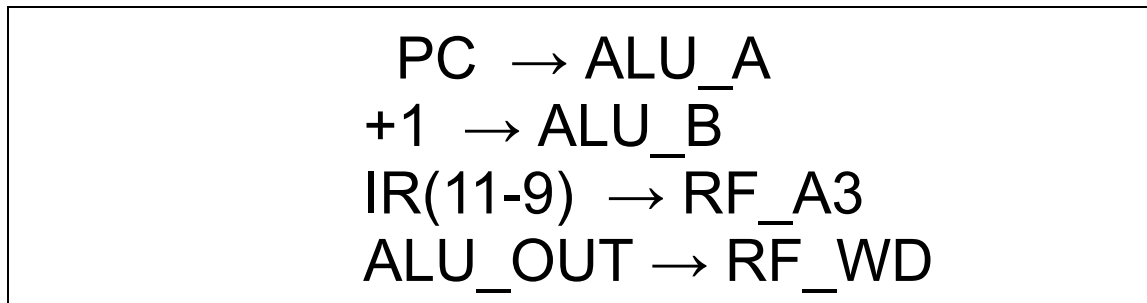 PC → ALU_A
+1 → ALU_B
IR(11-9) → RF_A3
ALU_OUT → RF_WD